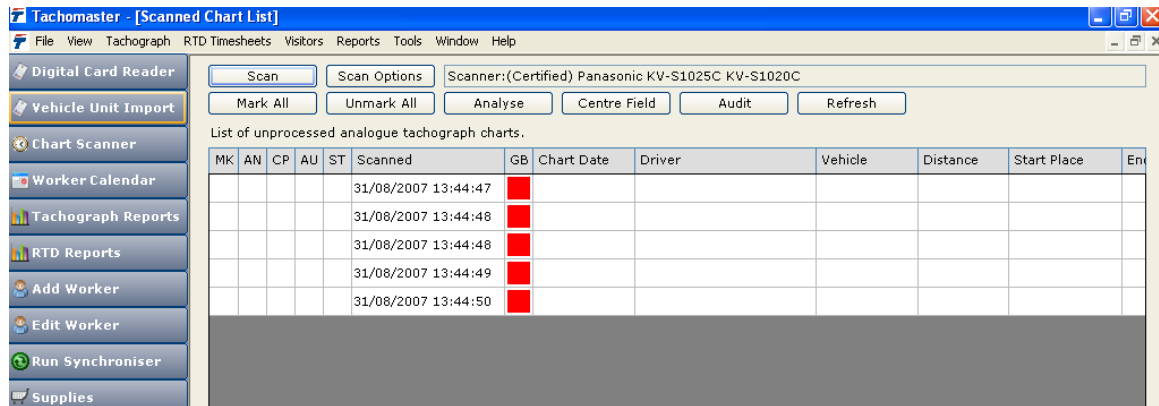 Tachomaster - [Scanned Chart List]
File View Tachograph RTD Timesheets Visitors Reports Tools Window Help
Digital Card Reader
Vehicle Unit Import
Chart Scanner
Worker Calendar
Tachograph Reports
RTD Reports
Add Worker
Edit Worker
Run Synchroniser
Supplies
Scan Scan Options Scanner:(Certified) Panasonic KV-S1025C KV-S1020C
Mark All Unmark All Analyse Centre Field Audit Refresh
List of unprocessed analogue tachograph charts.
MK AN CP AU ST Scanned GB Chart Date Driver Vehicle Distance Start Place En
31/08/2007 13:44:47
31/08/2007 13:44:48
31/08/2007 13:44:48
31/08/2007 13:44:49
31/08/2007 13:44:50